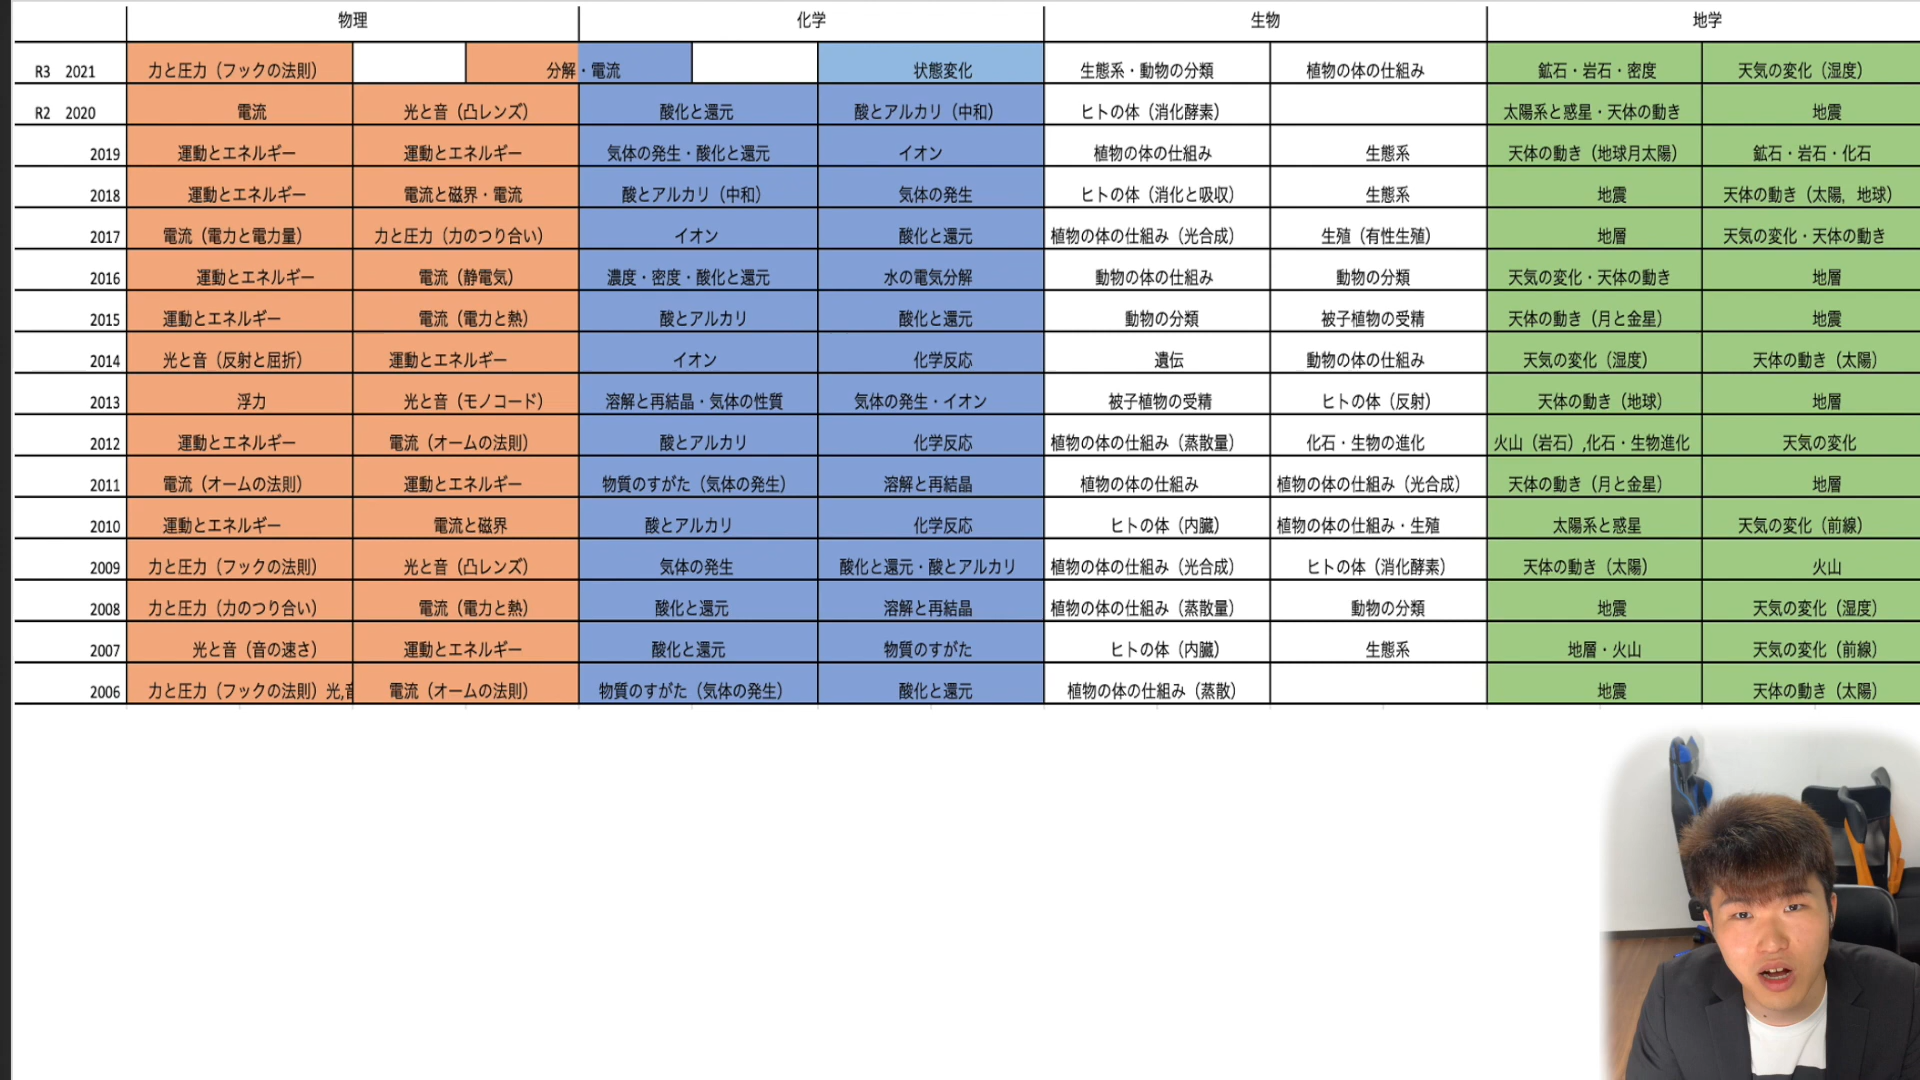 物理 化学 生物 地学
R3 2021 力と圧力（フックの法則） 分解・電流 状態変化 生態系・動物の分類 植物の体の仕組み 鉱石・岩石・密度 天気の変化（湿度）
R2 2020 電流 光と音（凸レンズ） 酸化と還元 酸とアルカリ（中和） ヒトの体（消化酵素） 太陽系と惑星・天体の動き 地震
2019 運動とエネルギー 運動とエネルギー 気体の発生・酸化と還元 イオン 植物の体の仕組み 生態系 天体の動き（地球月太陽） 鉱石・岩石・化石
2018 運動とエネルギー 電流と磁界・電流 酸とアルカリ（中和） 気体の発生 ヒトの体（消化と吸収） 生態系 地震 天体の動き（太陽，地球）
2017 電流（電力と電力量） 力と圧力（力のつり合い） イオン 酸化と還元 植物の体の仕組み（光合成） 生殖（有性生殖） 地層 天気の変化・天体の動き
2016 運動とエネルギー 電流（静電気） 濃度・密度・酸化と還元 水の電気分解 動物の体の仕組み 動物の分類 天気の変化・天体の動き 地層
2015 運動とエネルギー 電流（電力と熱） 酸とアルカリ 酸化と還元 動物の分類 被子植物の受精 天体の動き（月と金星） 地震
2014 光と音（反射と屈折） 運動とエネルギー イオン 化学反応 遺伝 動物の体の仕組み 天気の変化（湿度） 天体の動き（太陽）
2013 浮力 光と音（モノコード） 溶解と再結晶・気体の性質 気体の発生・イオン 被子植物の受精 ヒトの体（反射） 天体の動き（地球） 地層
2012 運動とエネルギー 電流（オームの法則） 酸とアルカリ 化学反応 植物の体の仕組み（蒸散量） 化石・生物の進化 火山（岩石）,化石・生物進化 天気の変化
2011 電流（オームの法則） 運動とエネルギー 物質のすがた（気体の発生） 溶解と再結晶 植物の体の仕組み 植物の体の仕組み（光合成） 天体の動き（月と金星） 地層
2010 運動とエネルギー 電流と磁界 酸とアルカリ 化学反応 ヒトの体（内臓） 植物の体の仕組み・生殖 太陽系と惑星 天気の変化（前線）
2009 力と圧力（フックの法則） 光と音（凸レンズ） 気体の発生 酸化と還元・酸とアルカリ 植物の体の仕組み（光合成） ヒトの体（消化酵素） 天体の動き（太陽） 火山
2008 力と圧力（力のつり合い） 電流（電力と熱） 酸化と還元 溶解と再結晶 植物の体の仕組み（蒸散量） 動物の分類 地震 天気の変化（湿度）
2007 光と音（音の速さ） 運動とエネルギー 酸化と還元 物質のすがた ヒトの体（内臓） 生態系 地層・火山 天気の変化（前線）
2006 力と圧力（フックの法則）光,音 電流（オームの法則） 物質のすがた（気体の発生） 酸化と還元 植物の体の仕組み（蒸散） 地震 天体の動き（太陽）